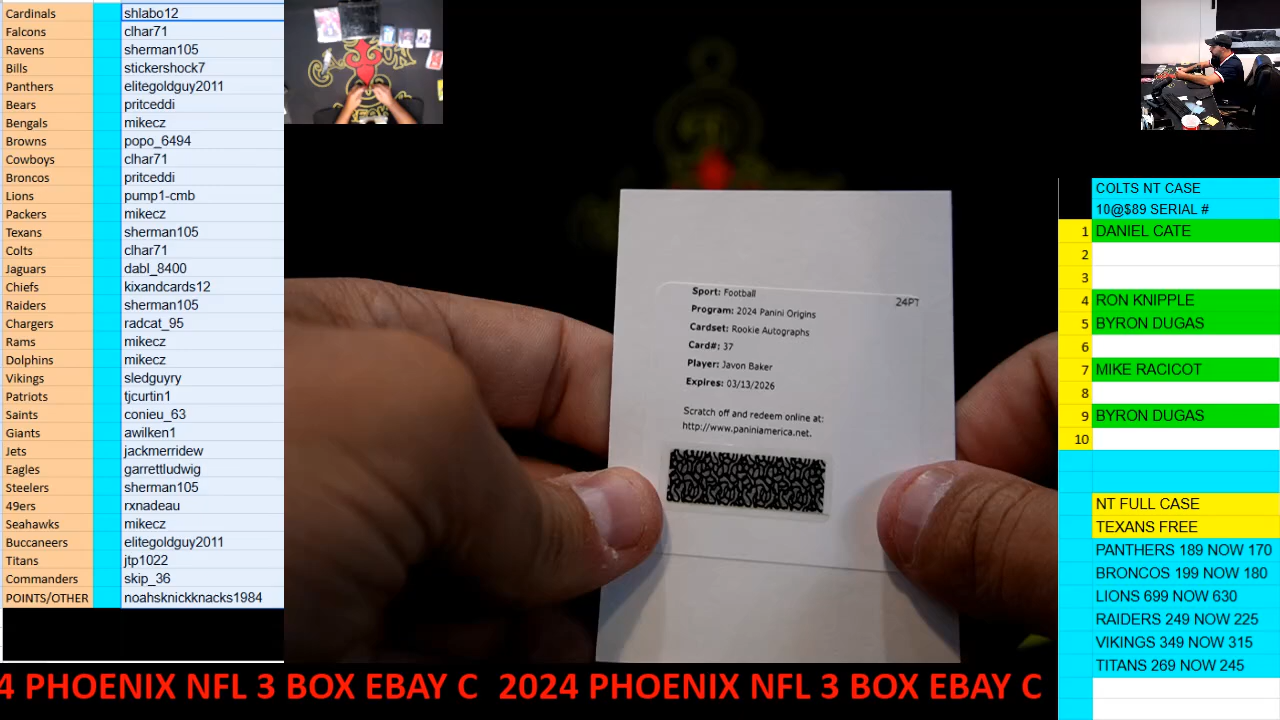 Cardinals shlabo12
Falcons clhar71
Ravens sherman105
Bills stickershock7
Panthers elitegoldguy2011
Bears pritceddi
Bengals mikecz
Browns popo_6494
Cowboys clhar71
Broncos pritceddi
Lions pump1-cmb
Packers mikecz
Texans sherman105
Colts clhar71
Jaguars dabl_8400
Chiefs kixandcards12
Raiders sherman105
Chargers radcat_95
Rams mikecz
Dolphins mikecz
Vikings sledguyry
Patriots tjcurtin1
Saints conieu_63
Giants awilken1
Jets jackmerridew
Eagles garrettludwig
Steelers sherman105
49ers rxnadeau
Seahawks mikecz
Buccaneers elitegoldguy2011
Titans jtp1022
Commanders skip_36
POINTS/OTHER noahsknickknacks1984
Sport: Football
24PT
Program: 2024 Panini Origins
Cardset: Rookie Autographs
Card#: 37
Player: Javon Baker
Expires: 03/13/2026
Scratch off and redeem online at:
http://www.paniniamerica.net.
COLTS NT CASE
10@$89 SERIAL #
1 DANIEL CATE
2
3
4 RON KNIPPLE
5 BYRON DUGAS
6
7 MIKE RACICOT
8
9 BYRON DUGAS
10
NT FULL CASE
TEXANS FREE
PANTHERS 189 NOW 170
BRONCOS 199 NOW 180
LIONS 699 NOW 630
RAIDERS 249 NOW 225
VIKINGS 349 NOW 315
TITANS 269 NOW 245
4 PHOENIX NFL 3 BOX EBAY C 2024 PHOENIX NFL 3 BOX EBAY C